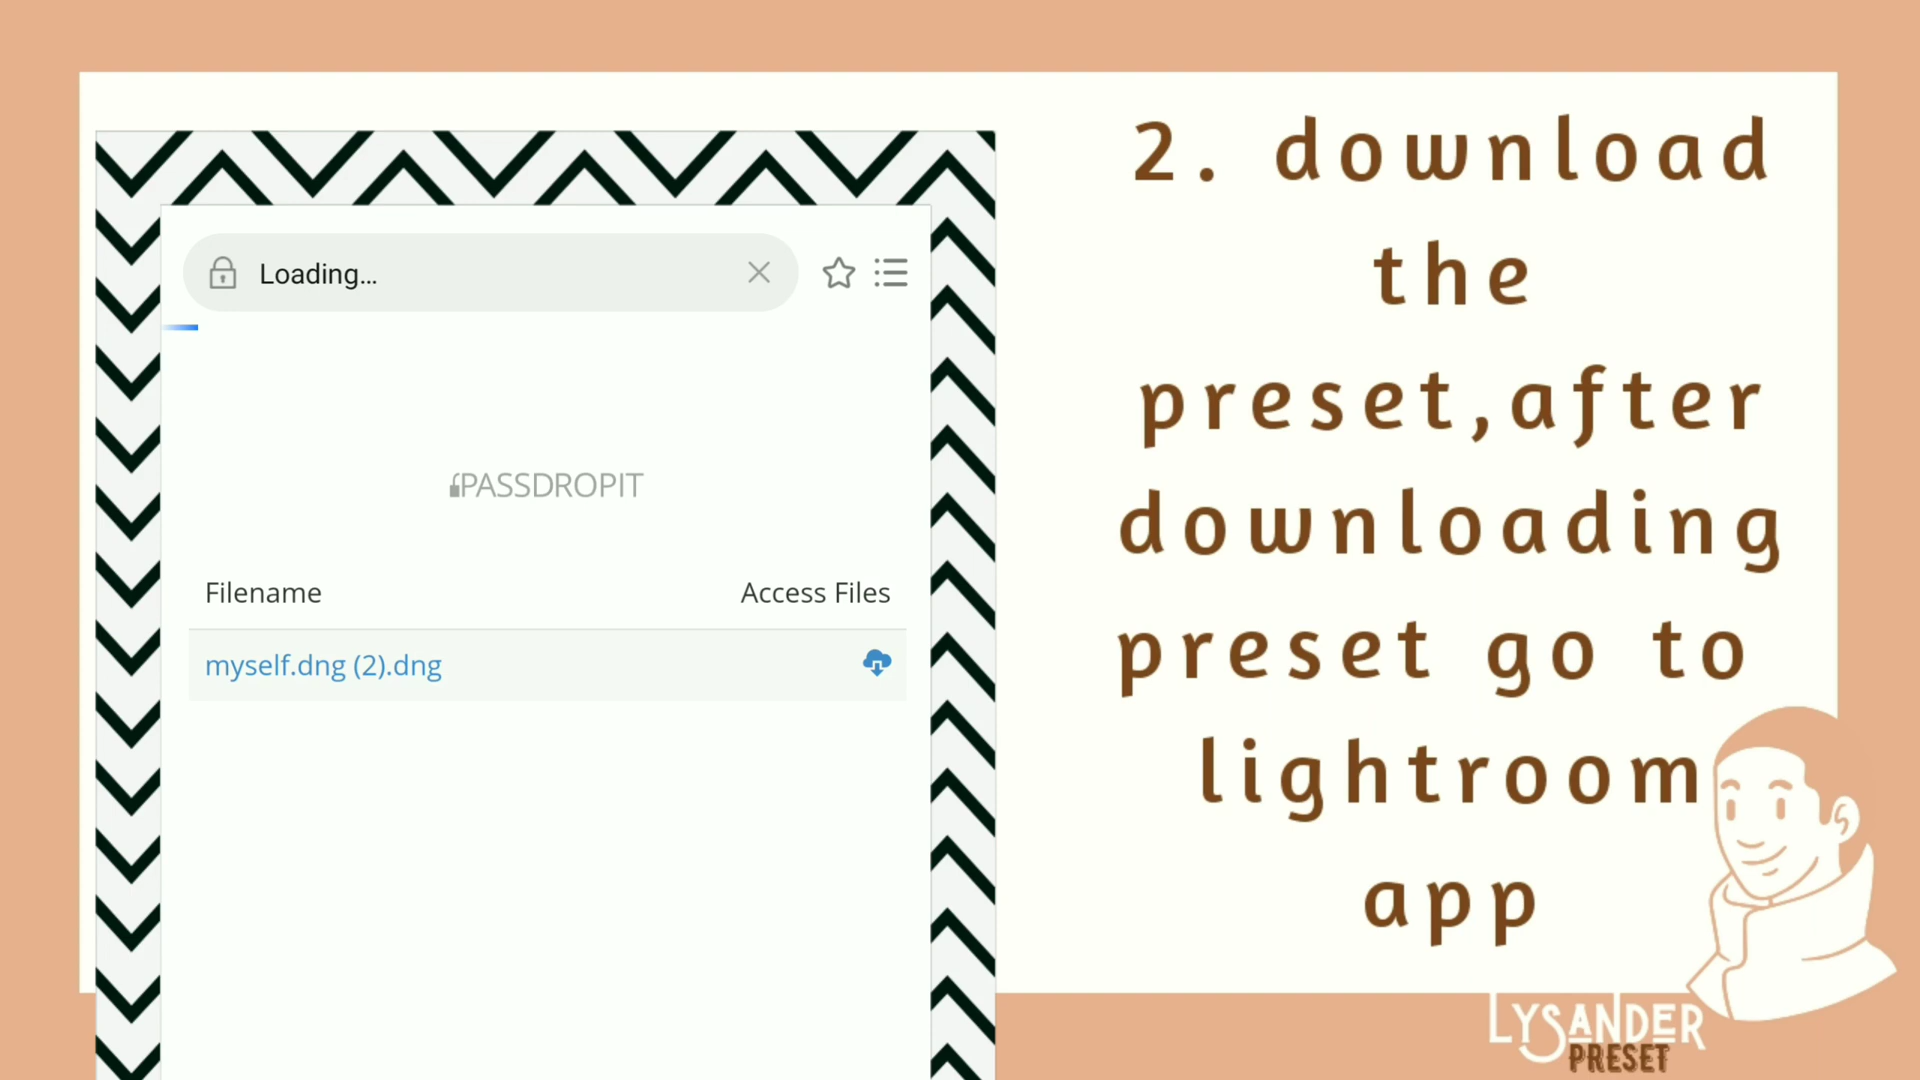 Loading...
PASSDROPIT
Filename Access Files
myself.dng (2).dng
2. download
the
preset,after
downloading
preset go to
lightroom
app
LYSANDER
PRESET